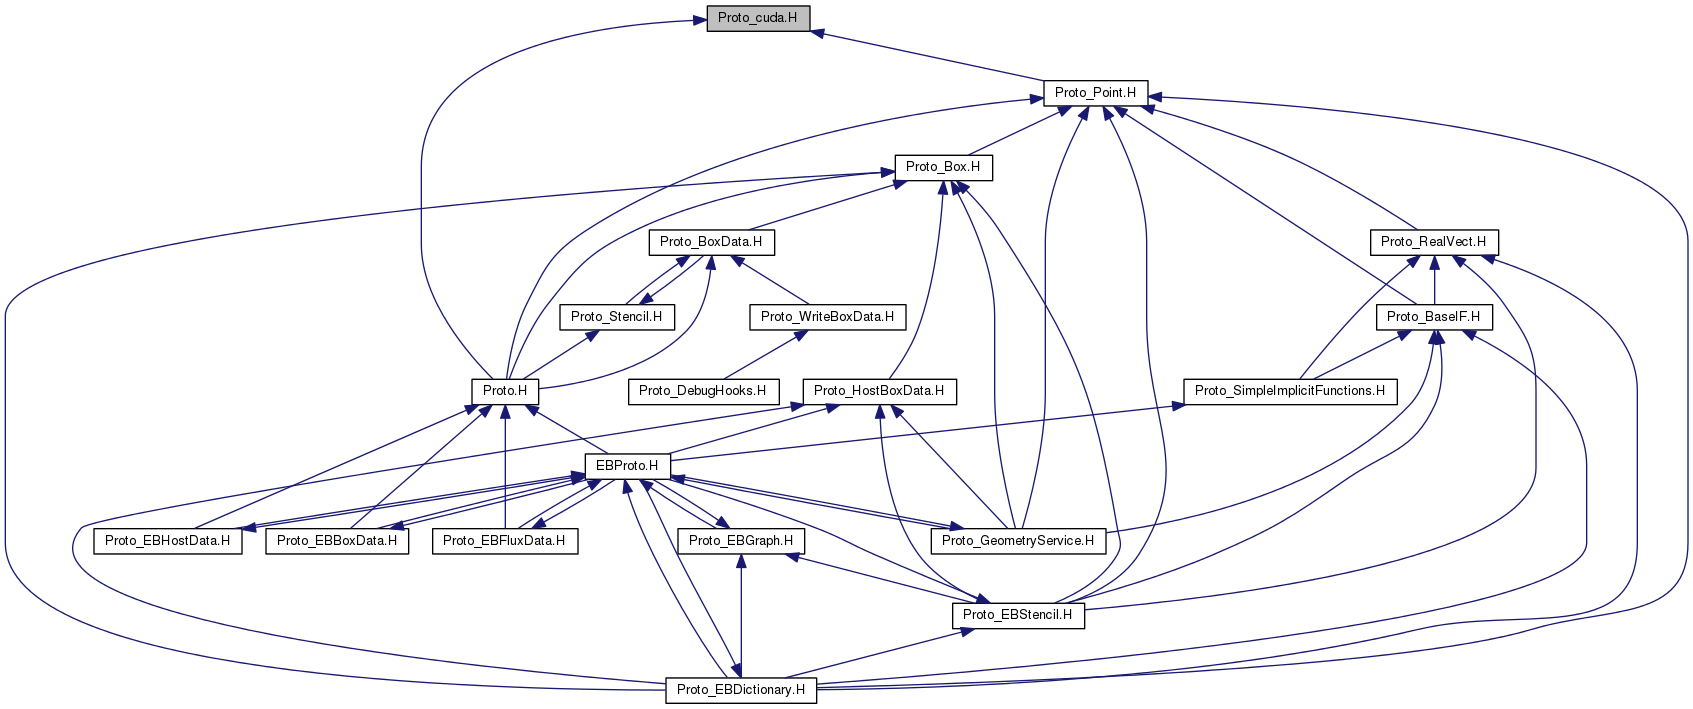 Proto_cuda.H
Proto_Point.H
Proto_Box.H
Proto_BoxData.H
Proto_RealVect.H
Proto_Stencil.H
Proto_WriteBoxData.H
Proto_BaseIF.H
Proto.H
Proto_DebugHooks.H
Proto_HostBoxData.H
Proto_SimpleImplicitFunctions.H
EBProto.H
Proto_EBHostData.H
Proto_EBBoxData.H
Proto_EBFluxData.H
Proto_EBGraph.H
Proto_GeometryService.H
Proto_EBStencil.H
Proto_EBDictionary.H